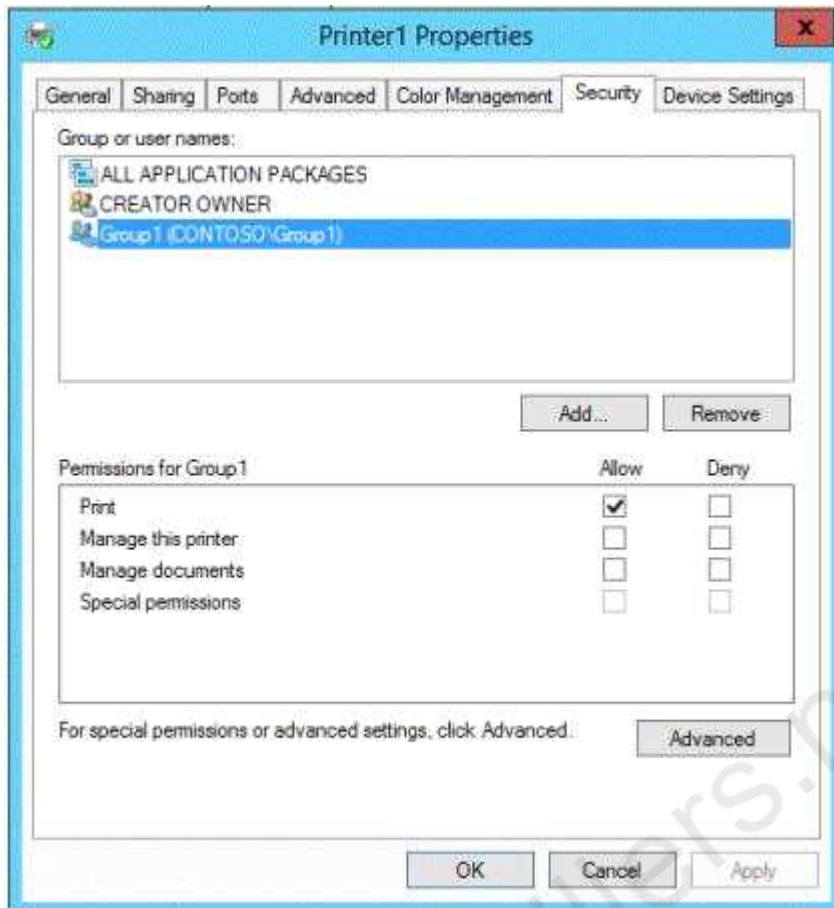 Printer1 Properties
General Sharing Ports Advanced Color Management Security Device Settings
Group or user names:
ALL APPLICATION PACKAGES
CREATOR OWNER
Group1 (CONTOSO\Group1)
Add... Remove
Permissions for Group1 Allow Deny
Print
Manage this printer
Manage documents
Special permissions
For special permissions or advanced settings, click Advanced. Advanced
OK Cancel Apply